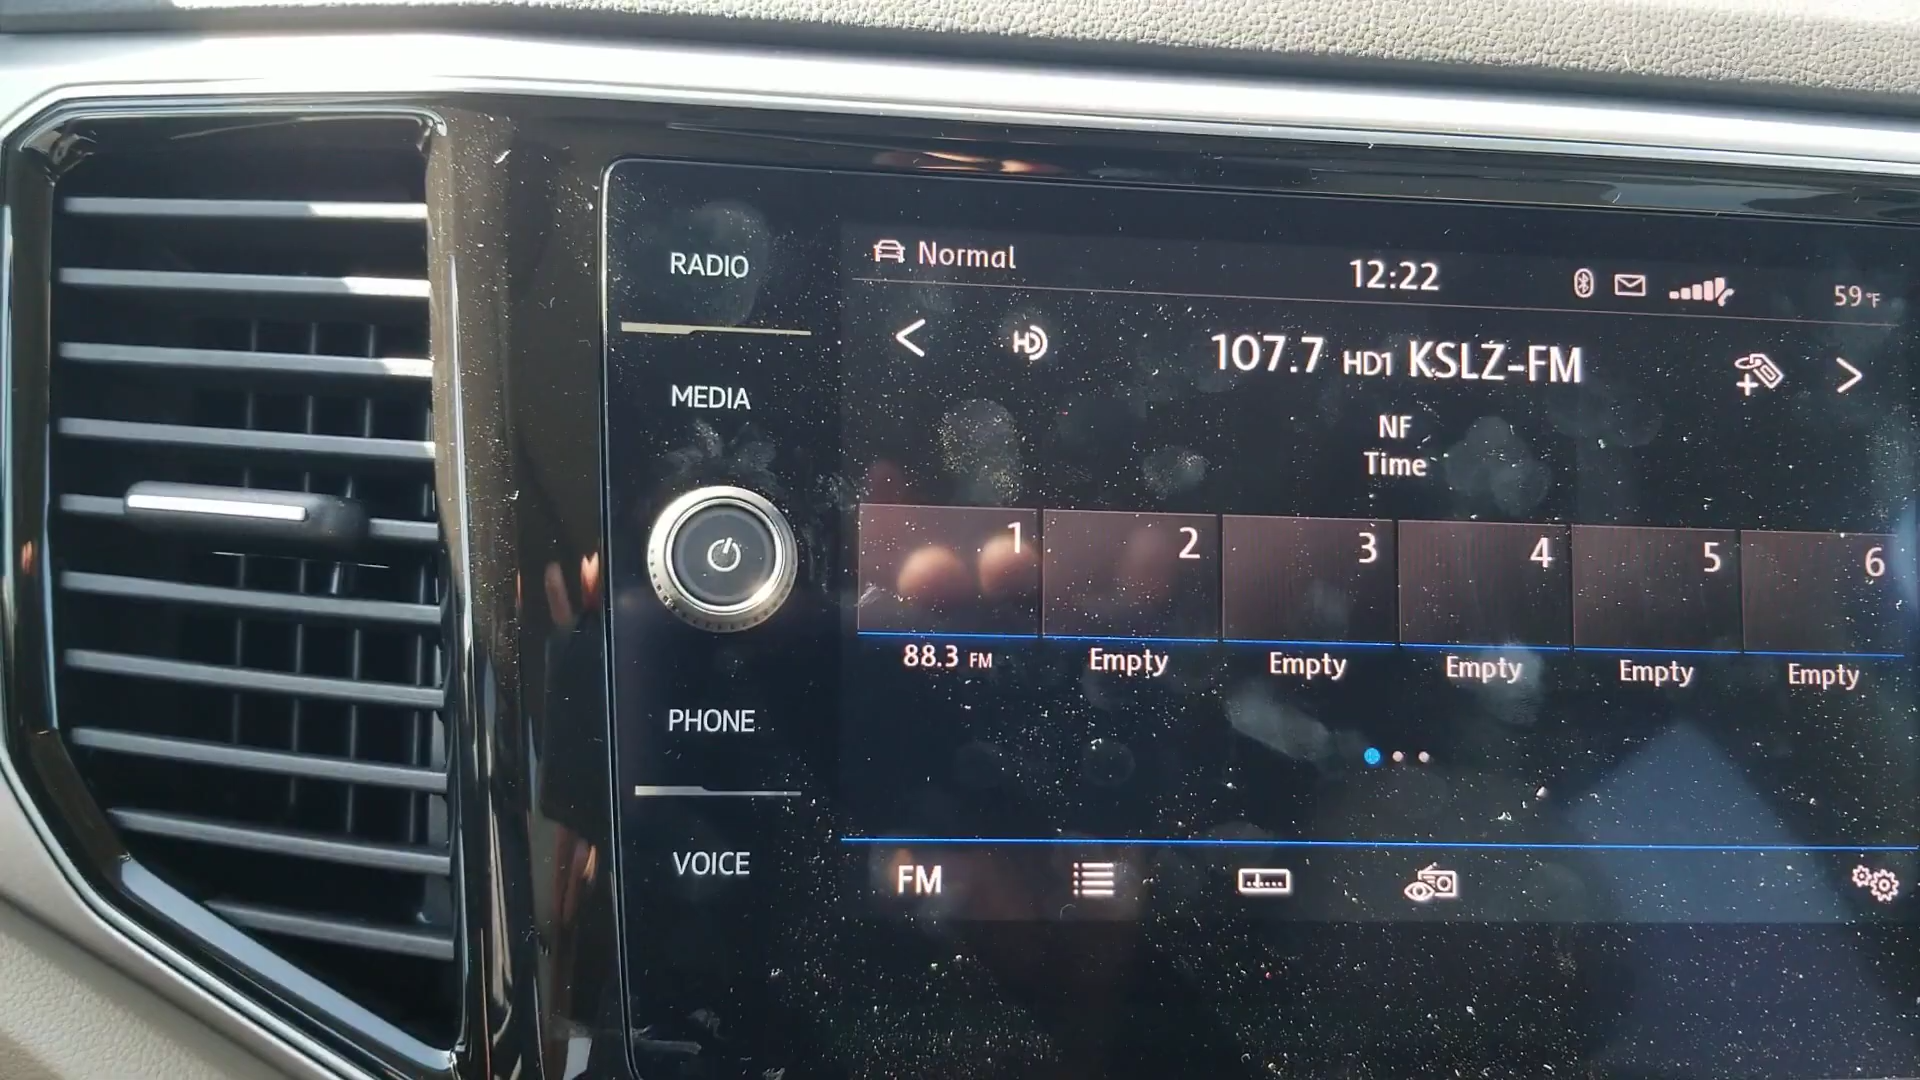 RADIO
MEDIA
PHONE
VOICE
Normal
12:22
59°F
HD
107.7 HD1 KSLZ-FM
NF
Time
1
2
3
4
5
6
88.3 FM
Empty
Empty
Empty
Empty
Empty
FM